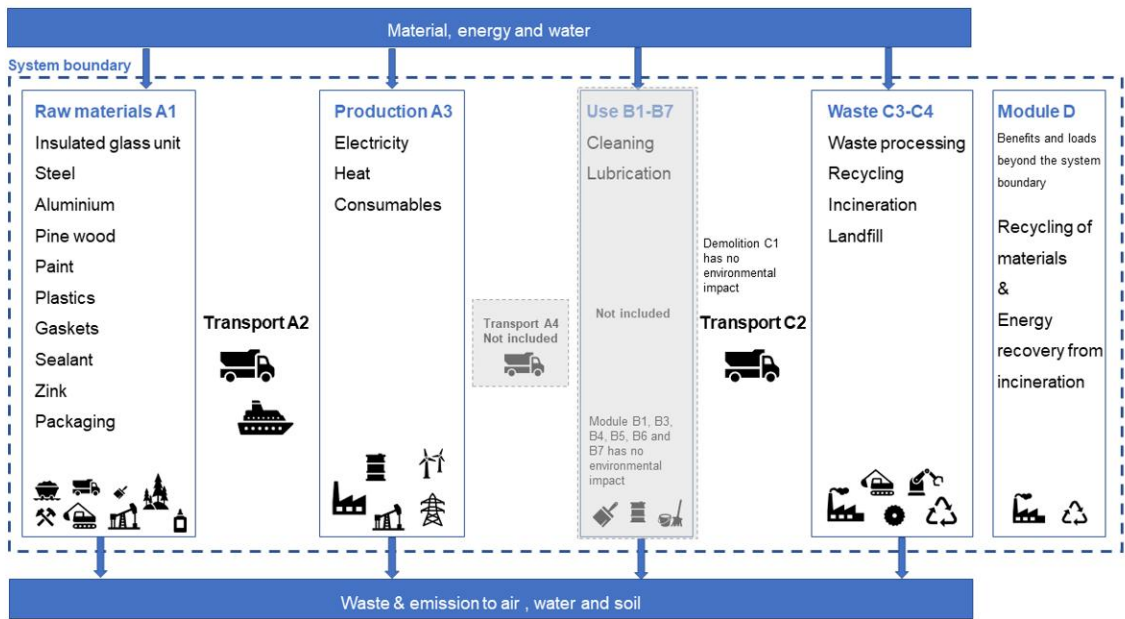 Material, energy and water
System boundary
Raw materials A1
Insulated glass unit
Steel
Aluminium
Pine wood
Paint
Plastics
Gaskets
Sealant
Zink
Packaging
Transport A2
Production A3
Electricity
Heat
Consumables
Transport A4
Not included
Use B1-B7
Cleaning
Lubrication
Not included
Module B1, B3,
B4, B5, B6 and
B7 has no
environmental
impact
Demolition C1
has no
environmental
impact
Transport C2
Waste C3-C4
Waste processing
Recycling
Incineration
Landfill
Module D
Benefits and loads
beyond the system
boundary
Recycling of
materials
&
Energy
recovery from
incineration
Waste & emission to air , water and soil